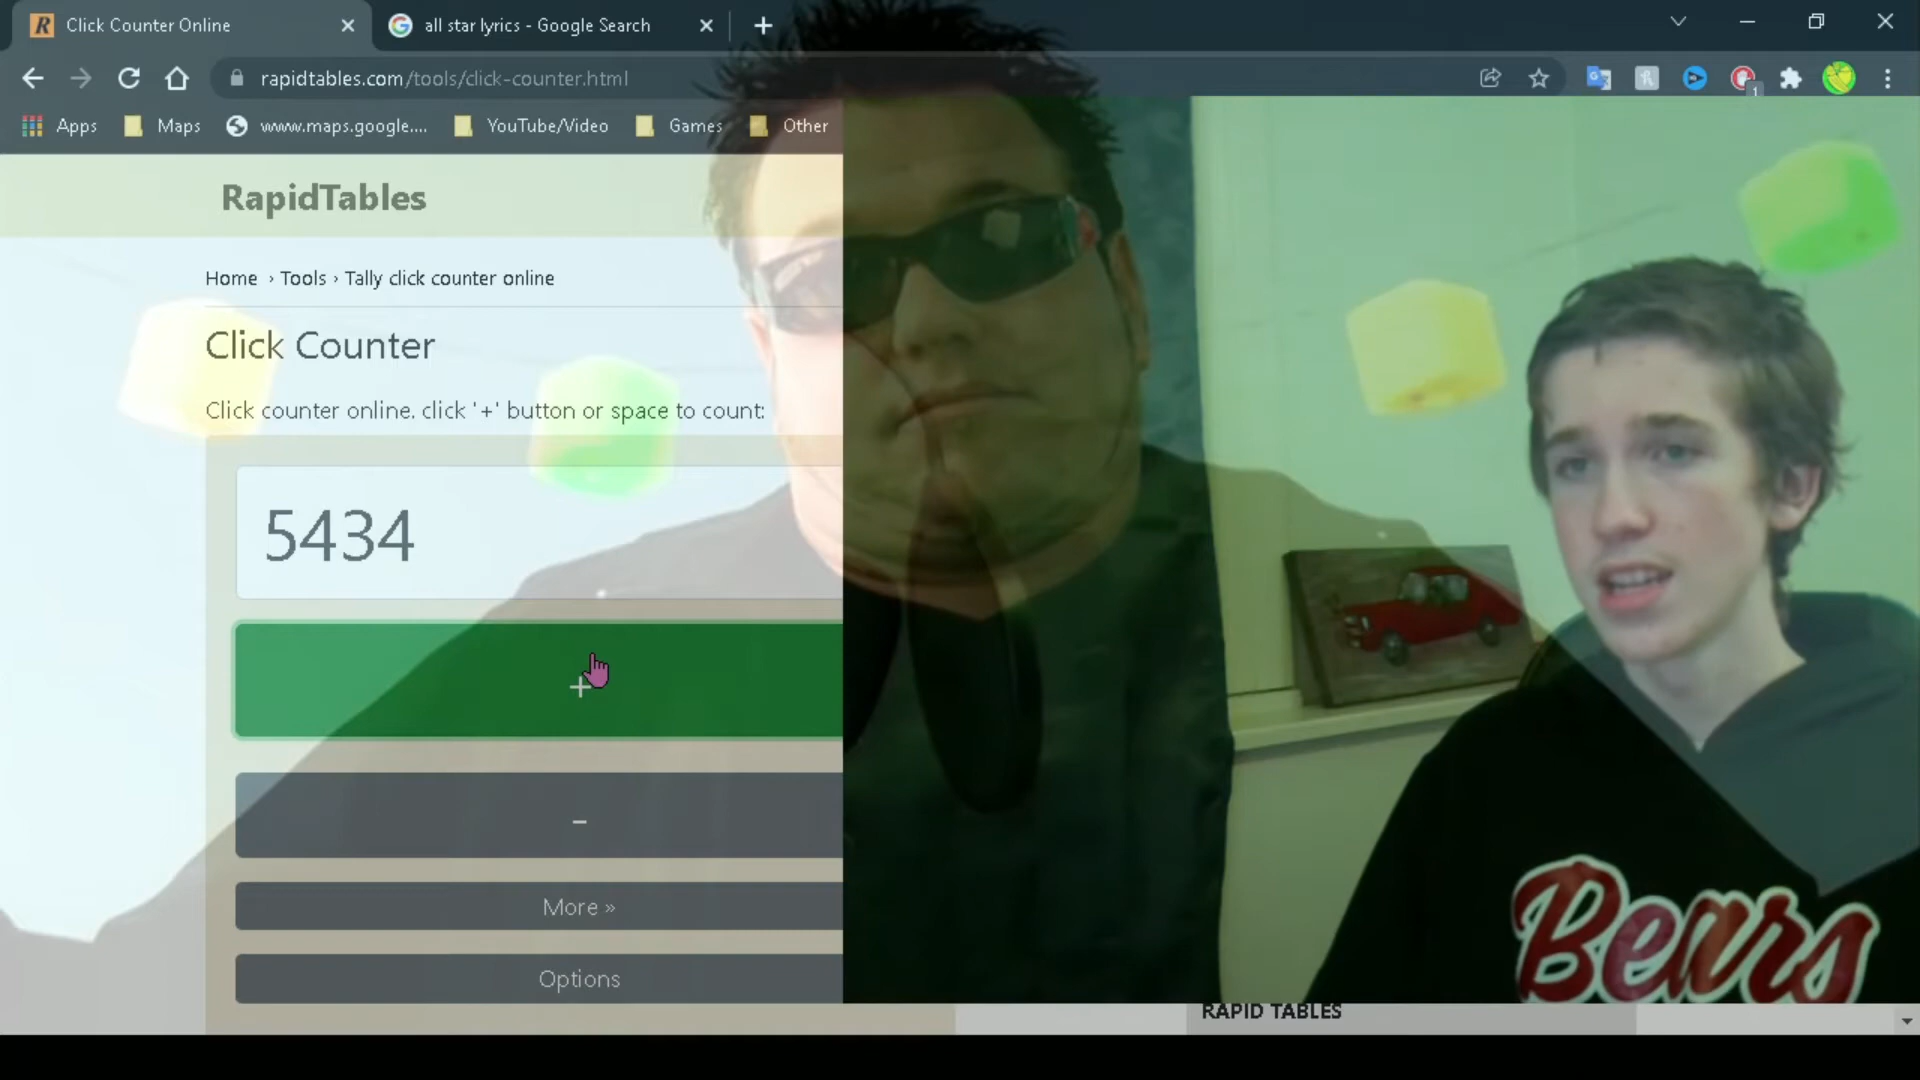 Click Counter Online
all star lyrics - Google Search
rapidtables.com/tools/click-counter.html
1
Apps
Maps
www.maps.google....
YouTube/Video
Games
Other
RapidTables
Home › Tools › Tally click counter online
Click Counter
Click counter online. click '+' button or space to count:
5434
+
-
More »
Options
Bears
RAPID TABLES